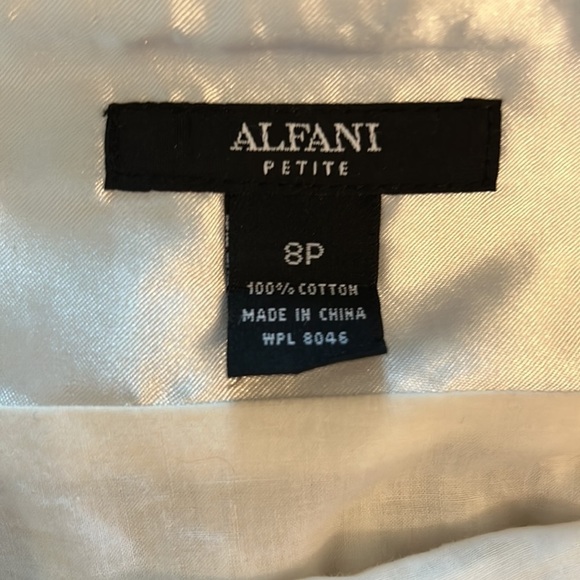 ALFANI
PETITE
8P
100% COTTON
MADE IN CHINA
WPL 8046